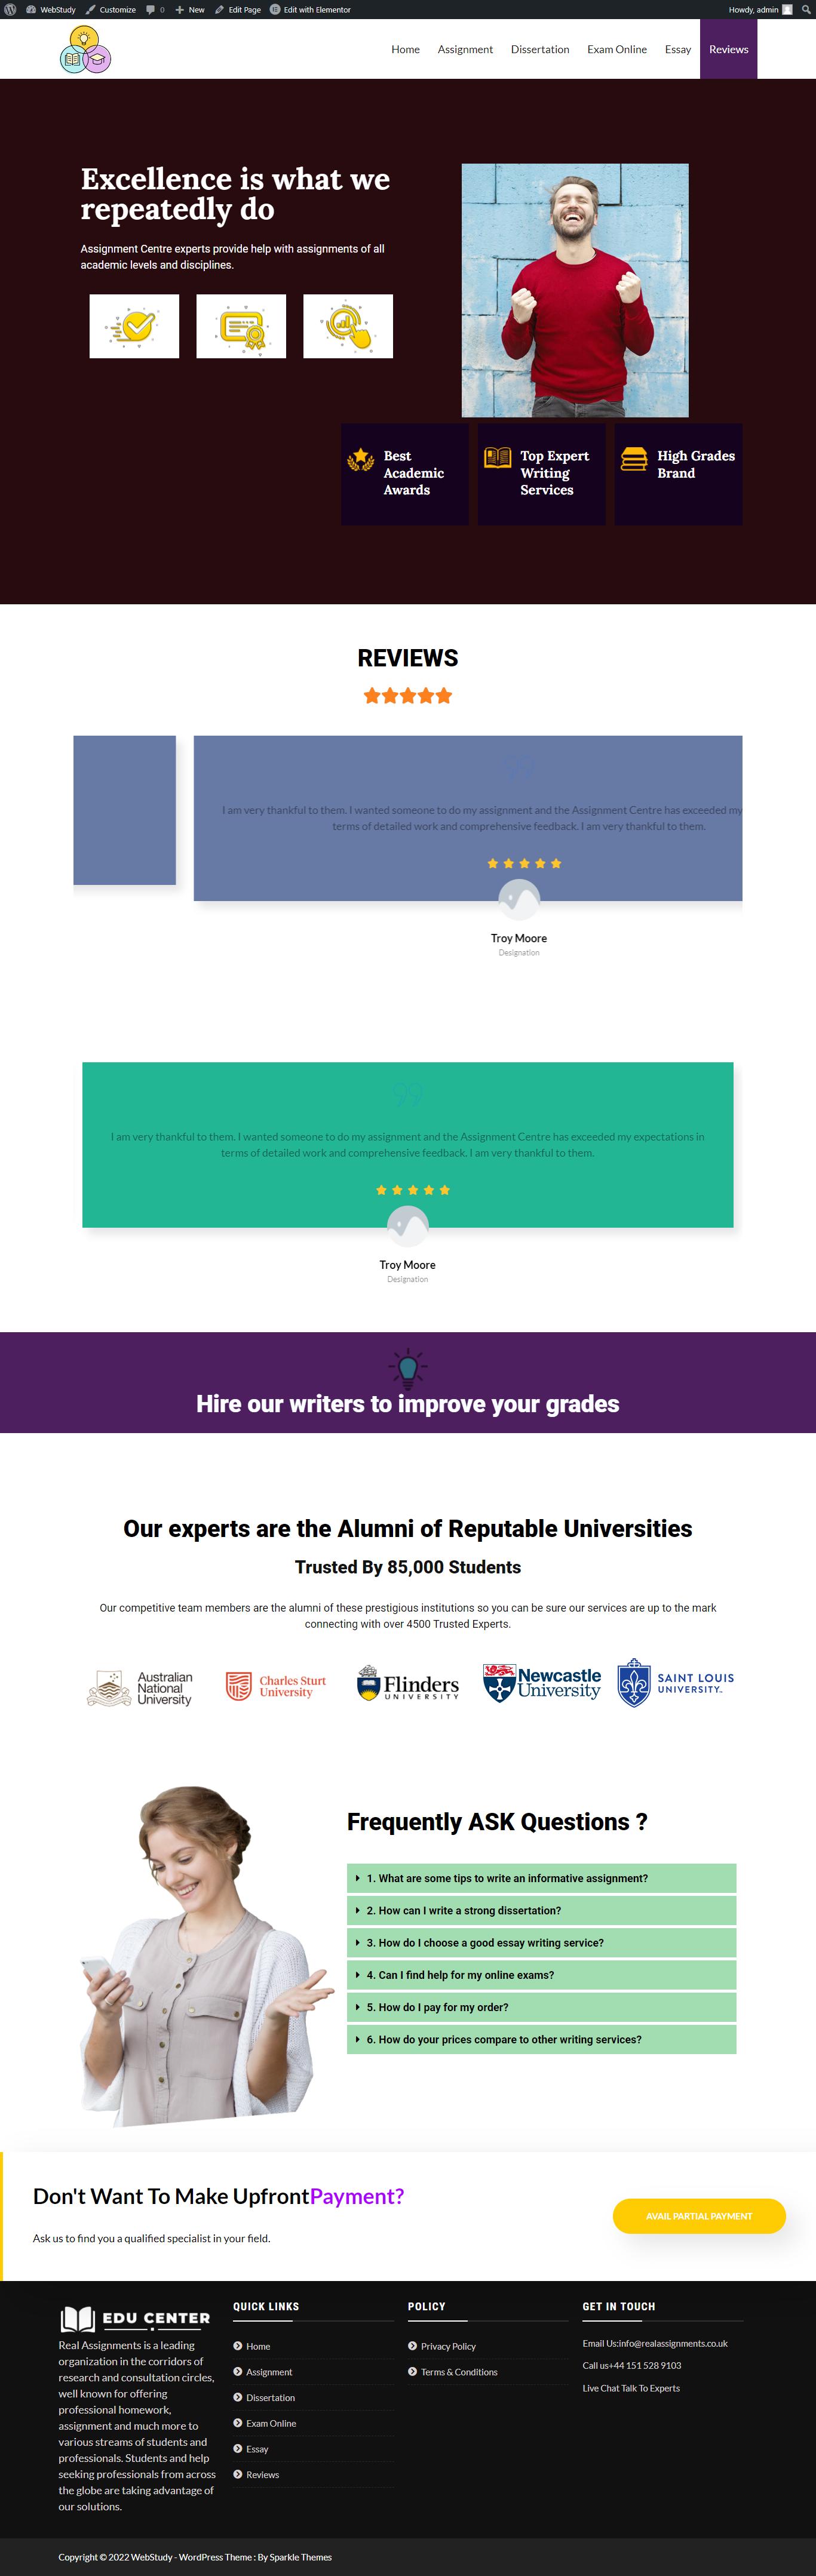 WebStudy Customize 0 New Edit Page Edit with Elementor Howdy, admin
Home Assignment Dissertation Exam Online Essay Reviews
Excellence is what we
repeatedly do
Assignment Centre experts provide help with assignments of all
academic levels and disciplines.
Best
Academic
Awards
Top Expert
Writing
Services
High Grades
Brand
REVIEWS
I am very thankful to them. I wanted someone to do my assignment and the Assignment Centre has exceeded my
terms of detailed work and comprehensive feedback. I am very thankful to them.
Troy Moore
Designation
I am very thankful to them. I wanted someone to do my assignment and the Assignment Centre has exceeded my expectations in
terms of detailed work and comprehensive feedback. I am very thankful to them.
Troy Moore
Designation
Hire our writers to improve your grades
Our experts are the Alumni of Reputable Universities
Trusted By 85,000 Students
Our competitive team members are the alumni of these prestigious institutions so you can be sure our services are up to the mark
connecting with over 4500 Trusted Experts.
Australian
National
University
Charles Sturt
University
Flinders
UNIVERSITY
Newcastle
University
SAINT LOUIS
UNIVERSITY™
Frequently ASK Questions ?
1. What are some tips to write an informative assignment?
2. How can I write a strong dissertation?
3. How do I choose a good essay writing service?
4. Can I find help for my online exams?
5. How do I pay for my order?
6. How do your prices compare to other writing services?
Don't Want To Make UpfrontPayment?
Ask us to find you a qualified specialist in your field.
AVAIL PARTIAL PAYMENT
EDU CENTER
Real Assignments is a leading
organization in the corridors of
research and consultation circles,
well known for offering
professional homework,
assignment and much more to
various streams of students and
professionals. Students and help
seeking professionals from across
the globe are taking advantage of
our solutions.
QUICK LINKS
Home
Assignment
Dissertation
Exam Online
Essay
Reviews
POLICY
Privacy Policy
Terms & Conditions
GET IN TOUCH
Email Us:info@realassignments.co.uk
Call us+44 151 528 9103
Live Chat Talk To Experts
Copyright © 2022 WebStudy - WordPress Theme : By Sparkle Themes